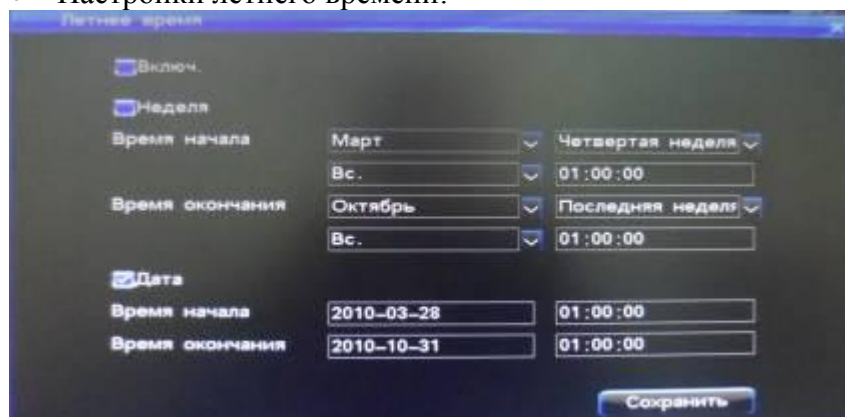 Настройки летнего времени:
Летнее время
Включ.
Неделя
Время начала Март Четвертая неделя
Вс. 01:00:00
Время окончания Октябрь Последняя неделя
Вс. 01:00:00
Дата
Время начала 2010-03-28 01:00:00
Время окончания 2010-10-31 01:00:00
Сохранить